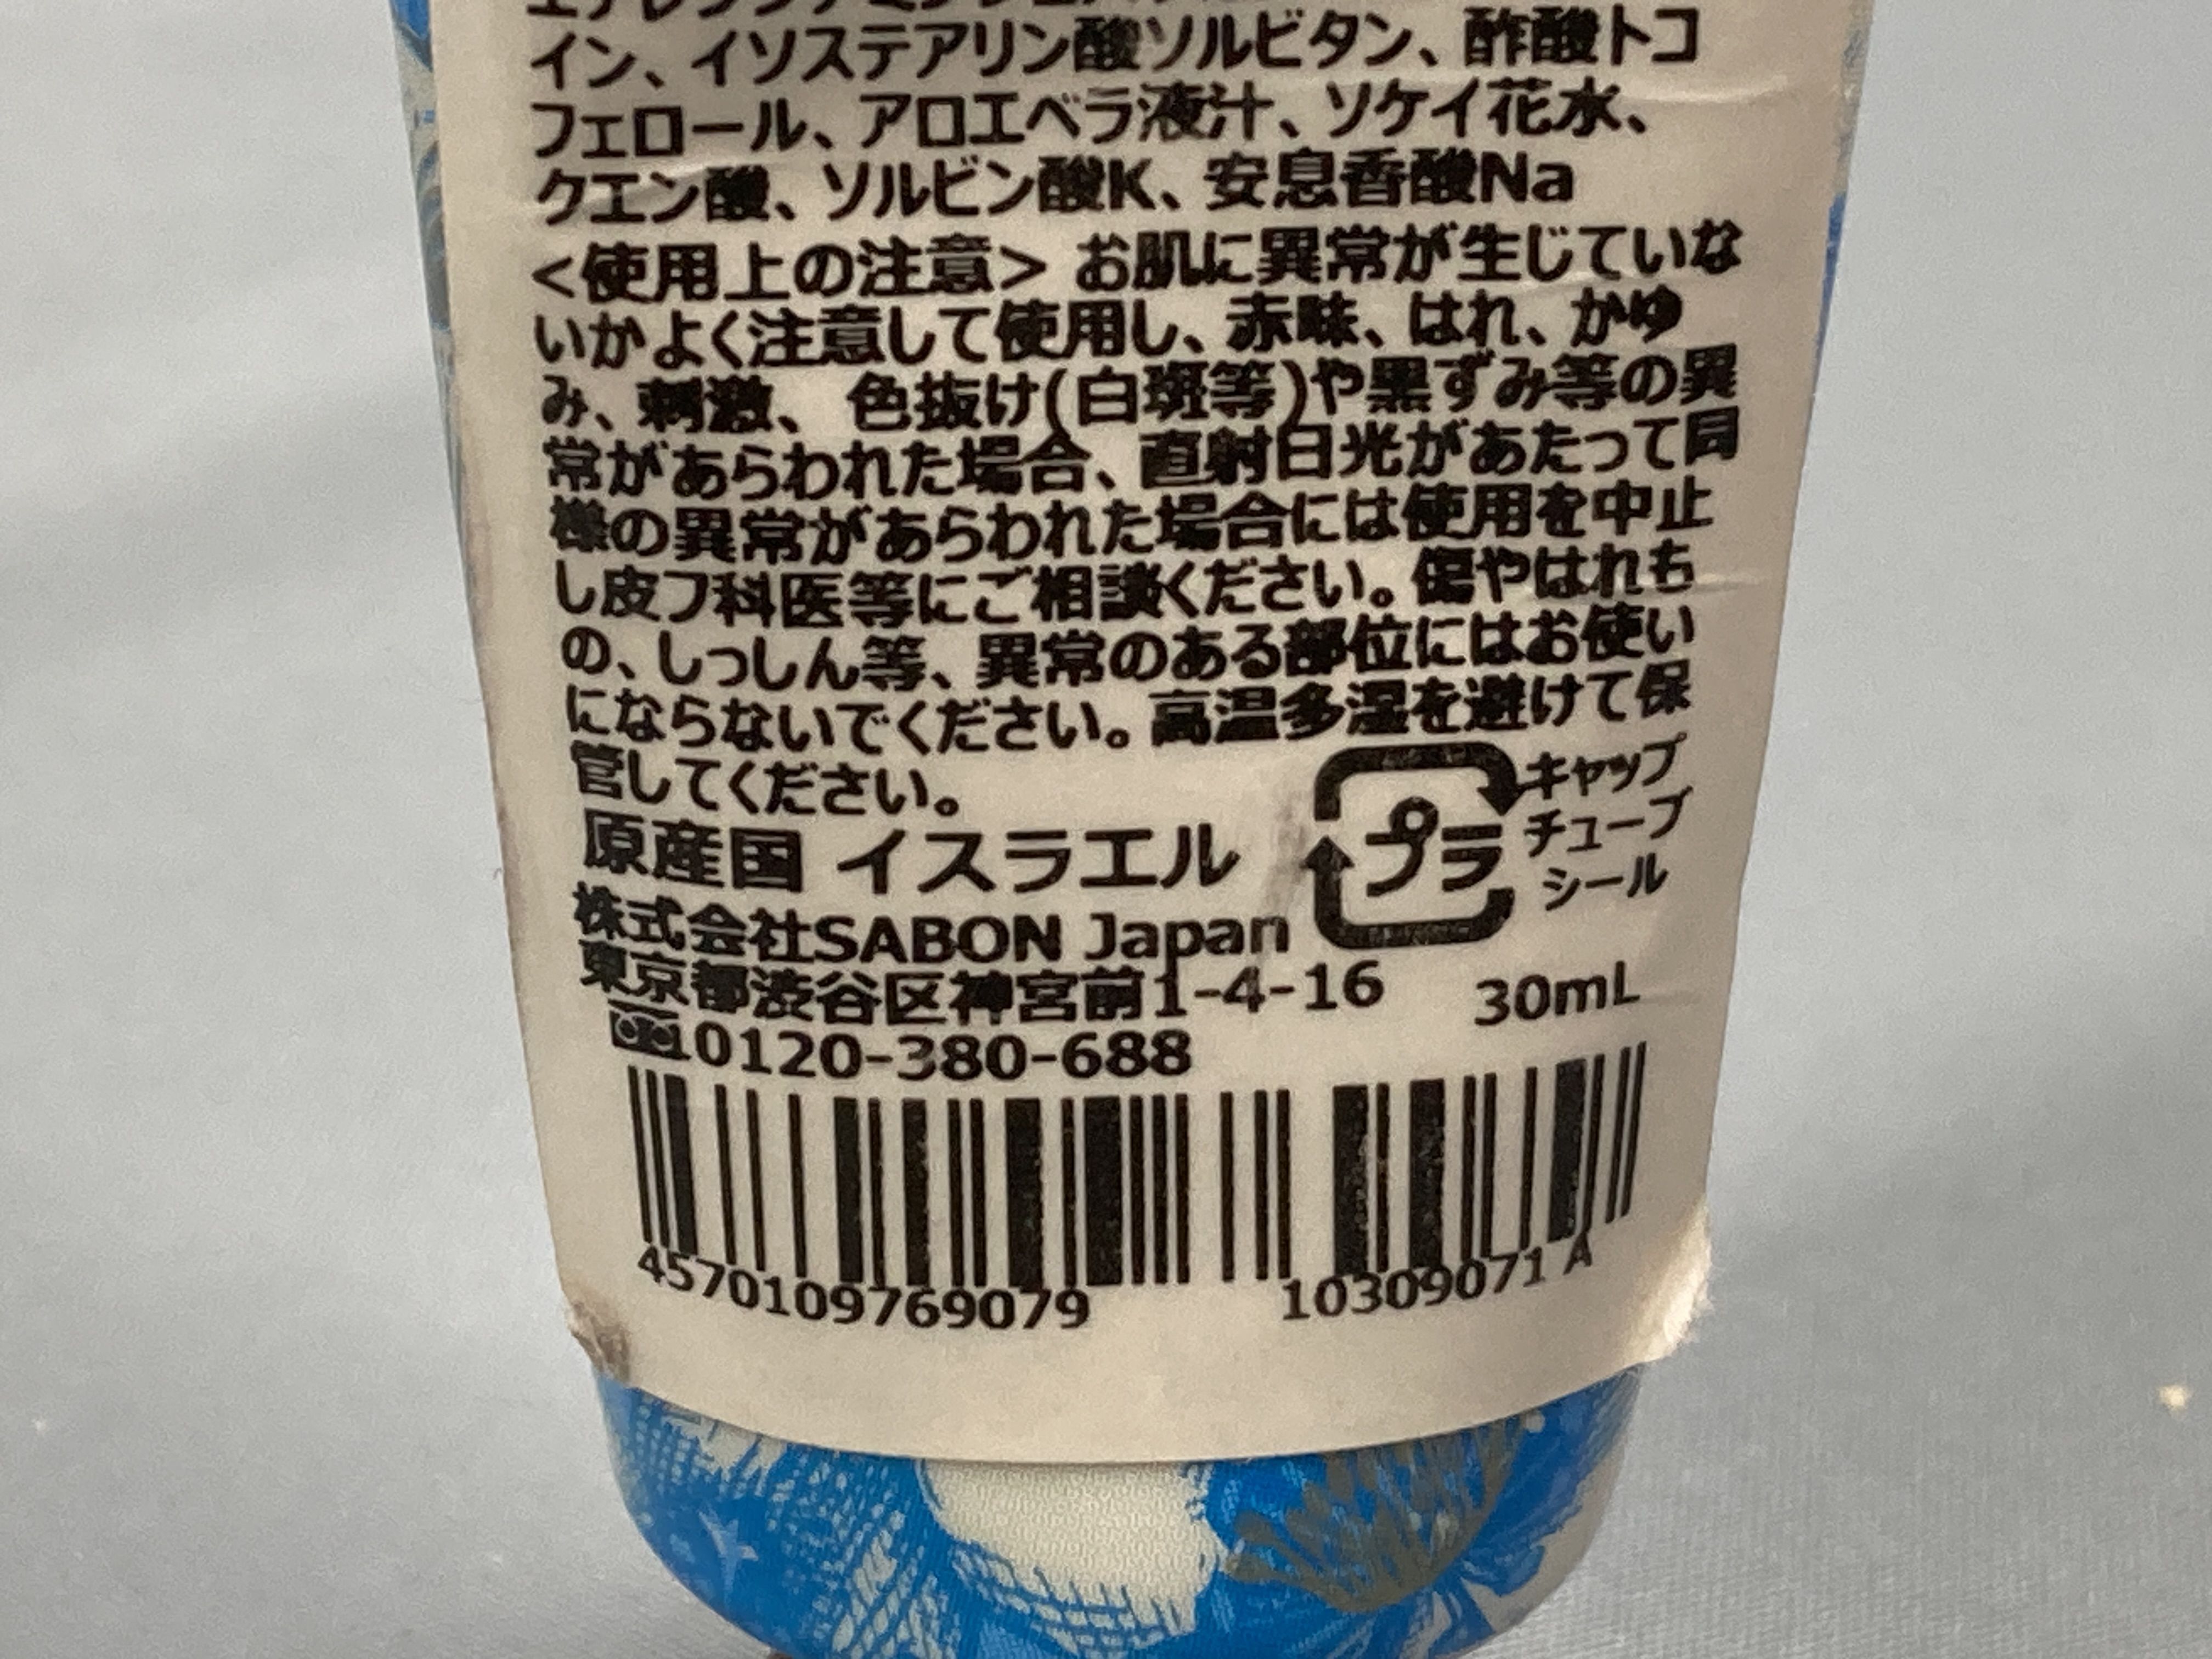 イン、イソステアリン酸ソルビタン、酢酸トコ
フェロール、アロエベラ液汁、ソケイ花水、
クエン酸、ソルビン酸K、安息香酸Na
<使用上の注意> お肌に異常が生じていな
いかよく注意して使用し、赤味、はれ、かゆ
み、刺激、 色抜け(白斑等)や黒ずみ等の異
常があらわれた場合、直射日光があたって同
様の異常があらわれた場合には使用を中止
し皮フ科医等にご相談ください。傷やはれも
の、しっしん等、異常のある部位にはお使い
にならないでください。高温多湿を避けて保
管してください。
プラ
キャップ
チューブ
シール
原産国 イスラエル
株式会社SABON Japan
東京都渋谷区神宮前1-4-16
30mL
0120-380-688
4570109769079
10309071 A